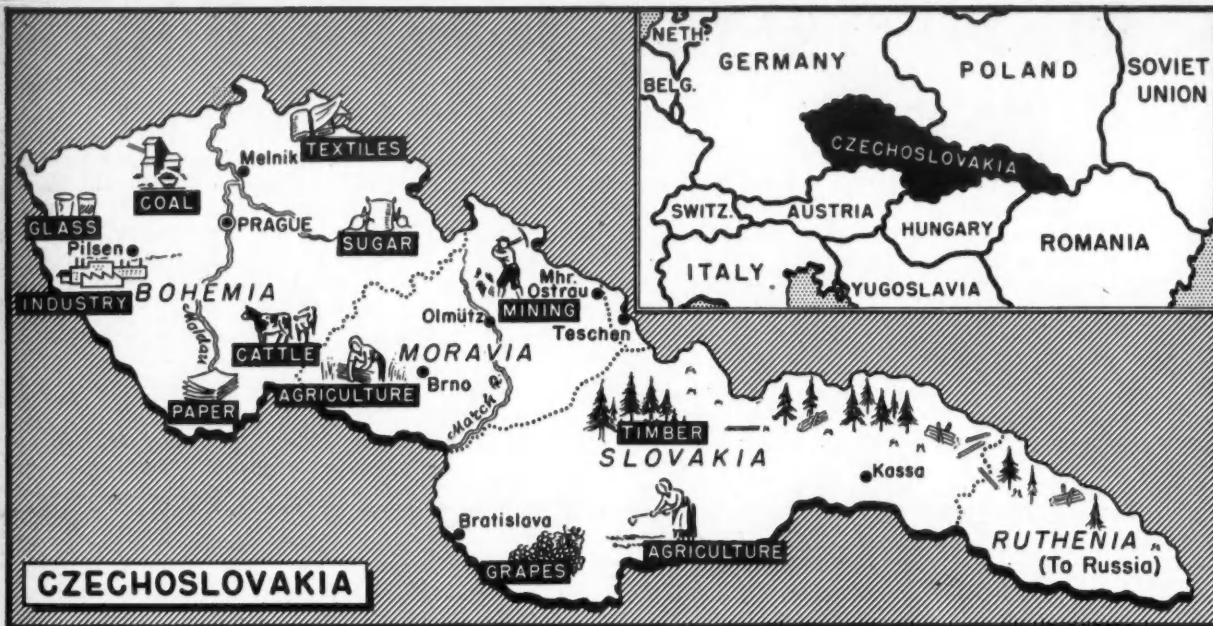 TEXTILES
Melnik
COAL
GLASS
PRAGUE
SUGAR
Pilsen
INDUSTRY
BOHEMIA
Moldau
CATTLE
PAPER
AGRICULTURE
MORAVIA
Olmütz
Brno
March R.
MINING
Mhr.
Ostrau
Teschen
TIMBER
SLOVAKIA
Kassa
Bratislava
GRAPES
AGRICULTURE
RUTHENIA
(To Russia)
CZECHOSLOVAKIA
NETH.
BELG.
GERMANY
POLAND
SOVIET
UNION
CZECHOSLOVAKIA
SWITZ.
AUSTRIA
HUNGARY
ROMANIA
ITALY
YUGOSLAVIA